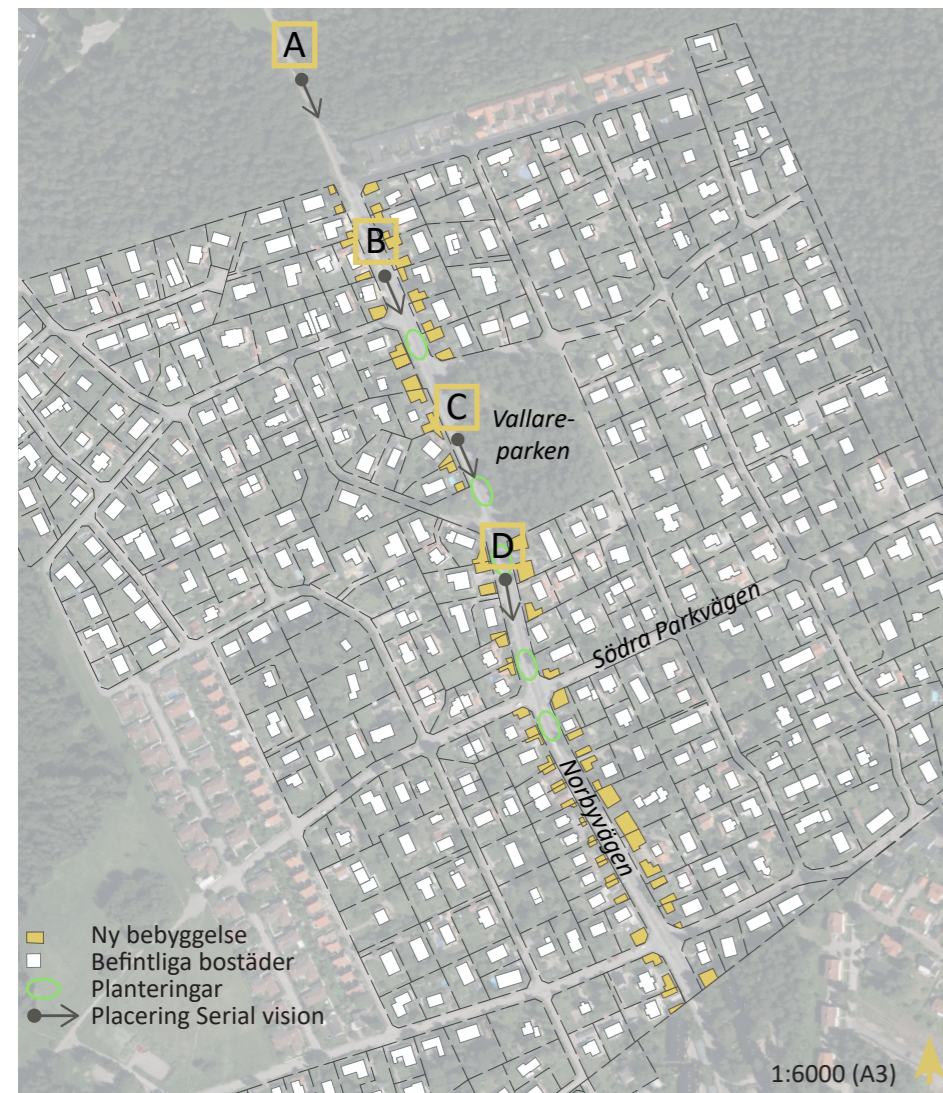 A
B
C
Vallare-
parken
D
Södra Parkvägen
Norbyvägen
Ny bebyggelse
Befintliga bostäder
Planteringar
Placering Serial vision
1:6000 (A3)